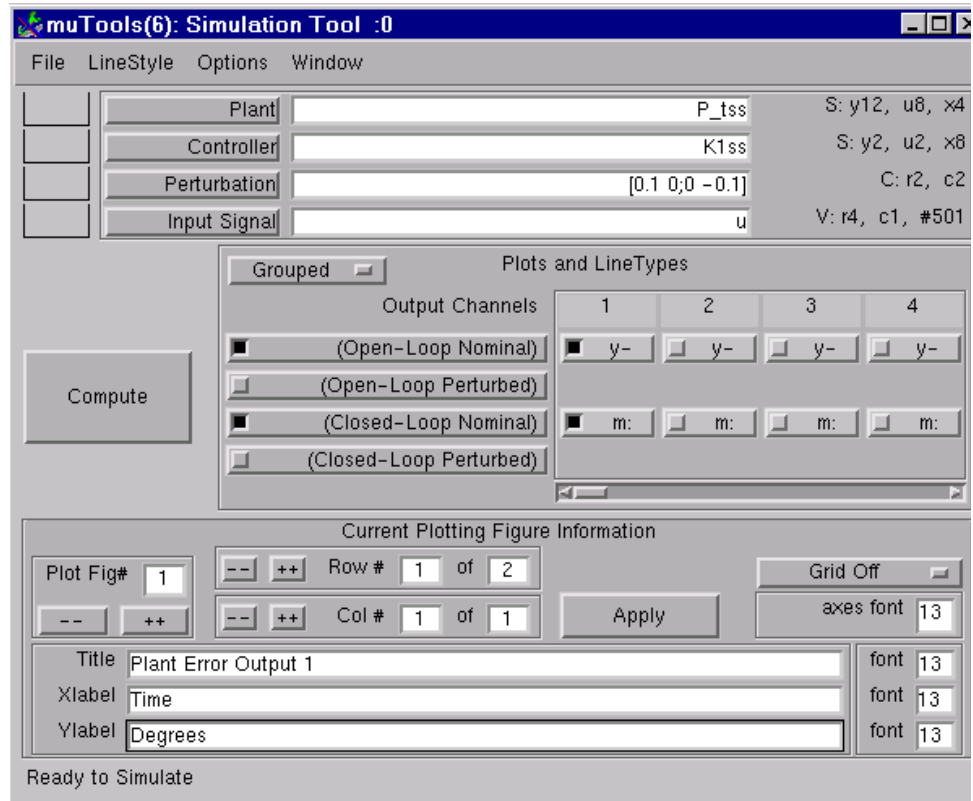 muTools(6): Simulation Tool :0
File LineStyle Options Window
Plant P_tss S: y12, u8, x4
Controller K1ss S: y2, u2, x8
Perturbation [0.1 0;0 -0.1] C: r2, c2
Input Signal u V: r4, c1, #501
Grouped Plots and LineTypes
Output Channels 1 2 3 4
(Open-Loop Nominal) y- y- y- y-
(Open-Loop Perturbed)
Compute
(Closed-Loop Nominal) m: m: m: m:
(Closed-Loop Perturbed)
Current Plotting Figure Information
Plot Fig# 1 -- ++ Row # 1 of 2 Grid Off
-- ++ -- ++ Col # 1 of 1 Apply axes font 13
Title Plant Error Output 1 font 13
Xlabel Time font 13
Ylabel Degrees font 13
Ready to Simulate